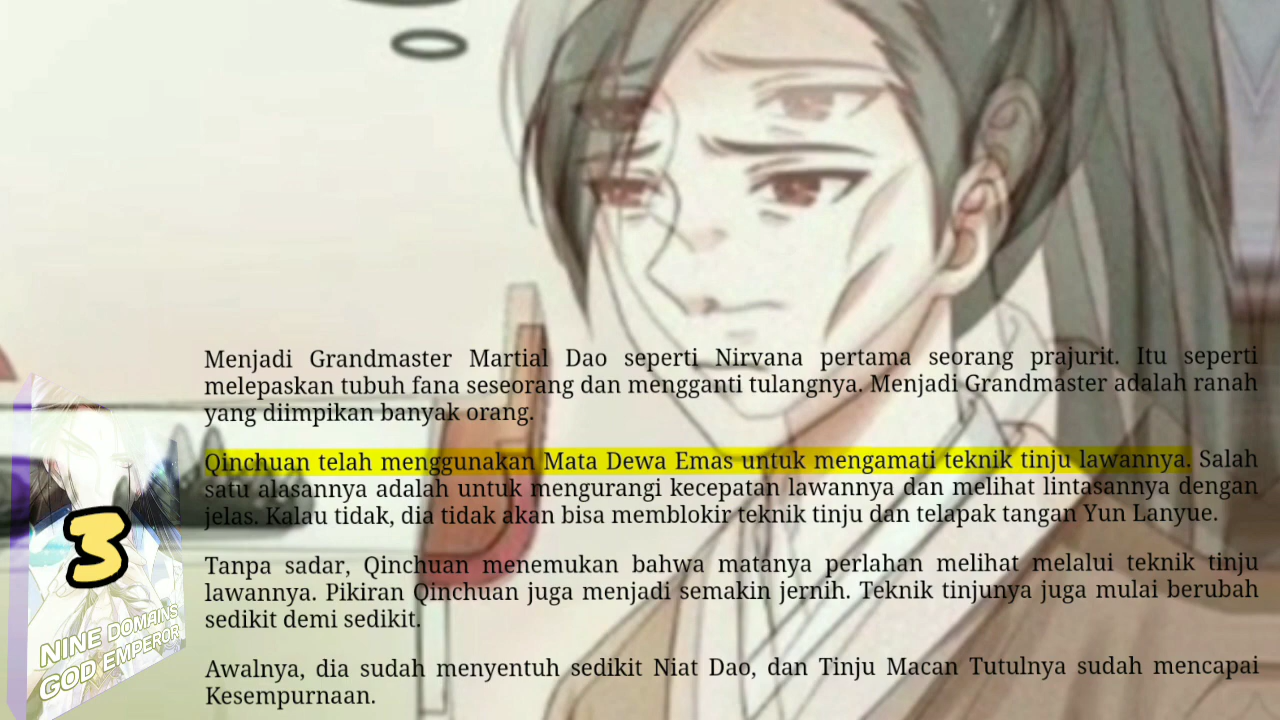 Menjadi Grandmaster Martial Dao seperti Nirvana pertama seorang prajurit. Itu seperti
melepaskan tubuh fana seseorang dan mengganti tulangnya. Menjadi Grandmaster adalah ranah
yang diimpikan banyak orang.
Qinchuan telah menggunakan Mata Dewa Emas untuk mengamati teknik tinju lawannya. Salah
satu alasannya adalah untuk mengurangi kecepatan lawannya dan melihat lintasannya dengan
jelas. Kalau tidak, dia tidak akan bisa memblokir teknik tinju dan telapak tangan Yun Lanyue.
Tanpa sadar, Qinchuan menemukan bahwa matanya perlahan melihat melalui teknik tinju
lawannya. Pikiran Qinchuan juga menjadi semakin jernih. Teknik tinjunya juga mulai berubah
sedikit demi sedikit.
Awalnya, dia sudah menyentuh sedikit Niat Dao, dan Tinju Macan Tutulnya sudah mencapai
Kesempurnaan.
3
NINE DOMAINS
GOD EMPEROR